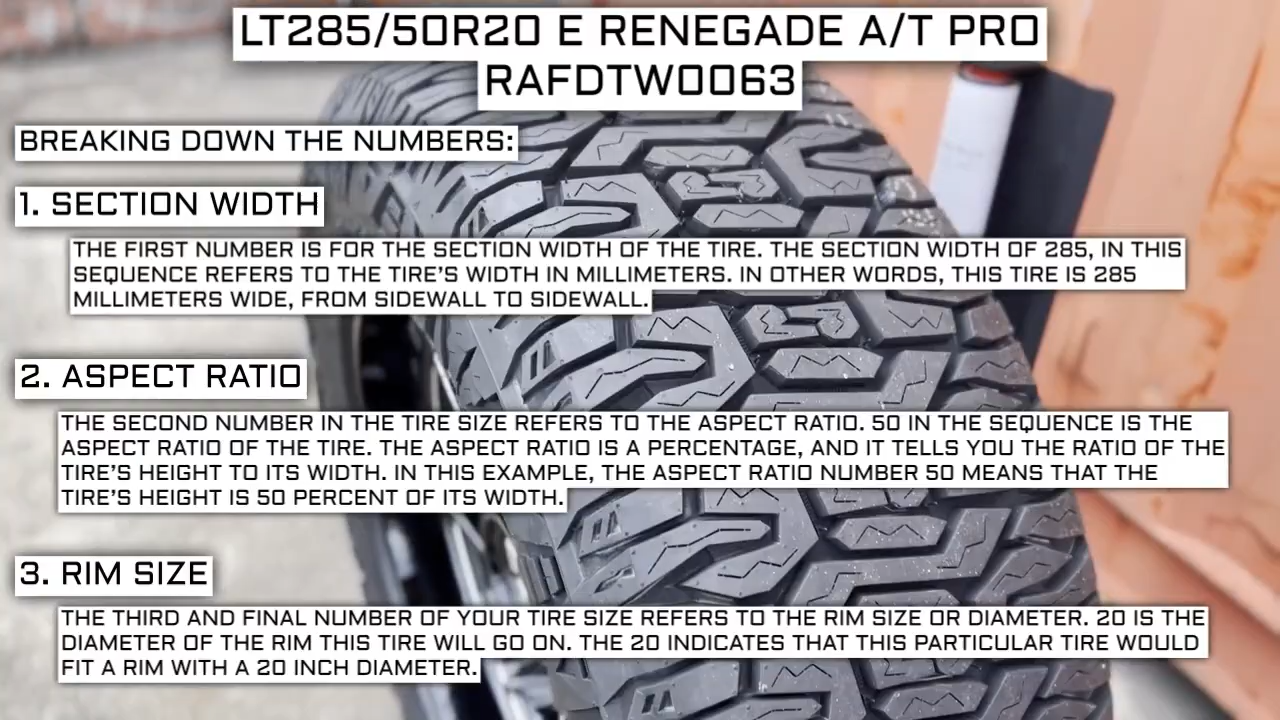 LT285/50R20 E RENEGADE A/T PRO
RAFDTW0063
BREAKING DOWN THE NUMBERS:
1. SECTION WIDTH
THE FIRST NUMBER IS FOR THE SECTION WIDTH OF THE TIRE. THE SECTION WIDTH OF 285, IN THIS
SEQUENCE REFERS TO THE TIRE'S WIDTH IN MILLIMETERS. IN OTHER WORDS, THIS TIRE IS 285
MILLIMETERS WIDE, FROM SIDEWALL TO SIDEWALL.
2. ASPECT RATIO
THE SECOND NUMBER IN THE TIRE SIZE REFERS TO THE ASPECT RATIO. 50 IN THE SEQUENCE IS THE
ASPECT RATIO OF THE TIRE. THE ASPECT RATIO IS A PERCENTAGE, AND IT TELLS YOU THE RATIO OF THE
TIRE'S HEIGHT TO ITS WIDTH. IN THIS EXAMPLE, THE ASPECT RATIO NUMBER 50 MEANS THAT THE
TIRE'S HEIGHT IS 50 PERCENT OF ITS WIDTH.
3. RIM SIZE
THE THIRD AND FINAL NUMBER OF YOUR TIRE SIZE REFERS TO THE RIM SIZE OR DIAMETER. 20 IS THE
DIAMETER OF THE RIM THIS TIRE WILL GO ON. THE 20 INDICATES THAT THIS PARTICULAR TIRE WOULD
FIT A RIM WITH A 20 INCH DIAMETER.